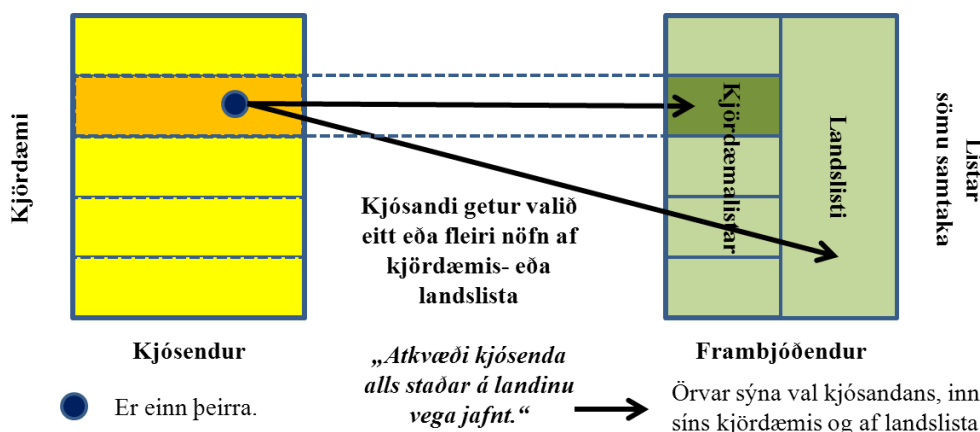 Kjördæmi
Kjördæmalistar
Landslisti
Listar
sömu samtaka
Kjósandi getur valið
eitt eða fleiri nöfn af
kjördæmis- eða
landslista
Kjósendur
Er einn þeirra.
„Atkvæði kjósenda
alls staðar á landinu
vega jafnt.“
Frambjóðendur
Örvar sýna val kjósandans, inn
síns kjördæmis og af landslista